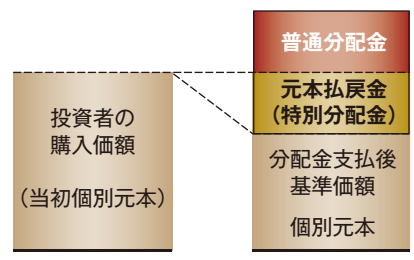 投資者の
購入価額
（当初個別元本）
普通分配金
元本払戻金
（特別分配金）
分配金支払後
基準価額
個別元本